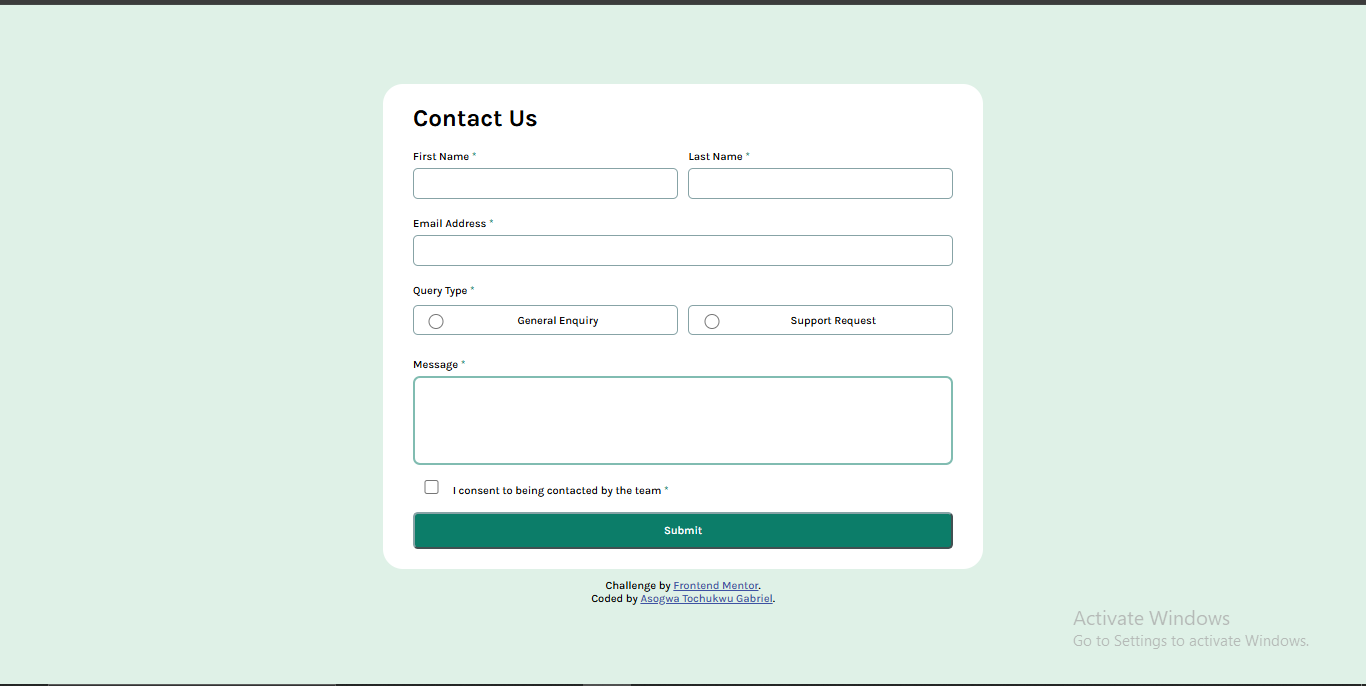 Contact Us
First Name * Last Name *
Email Address *
Query Type *
General Enquiry Support Request
Message *
I consent to being contacted by the team *
Submit
Challenge by Frontend Mentor.
Coded by Asogwa Tochukwu Gabriel.
Activate Windows
Go to Settings to activate Windows.